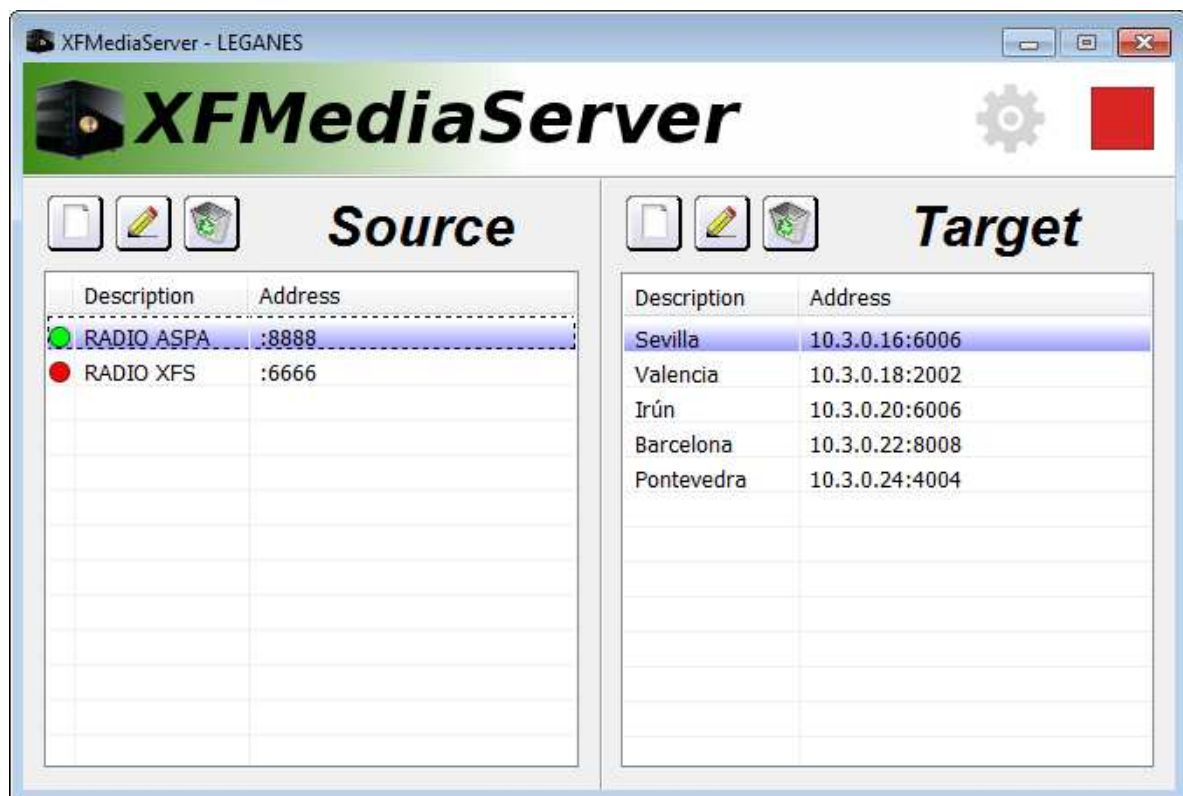 XFMediaServer - LEGANES
XFMediaServer
Source
Description Address
RADIO ASPA :8888
RADIO XFS :6666
Target
Description Address
Sevilla 10.3.0.16:6006
Valencia 10.3.0.18:2002
Irún 10.3.0.20:6006
Barcelona 10.3.0.22:8008
Pontevedra 10.3.0.24:4004